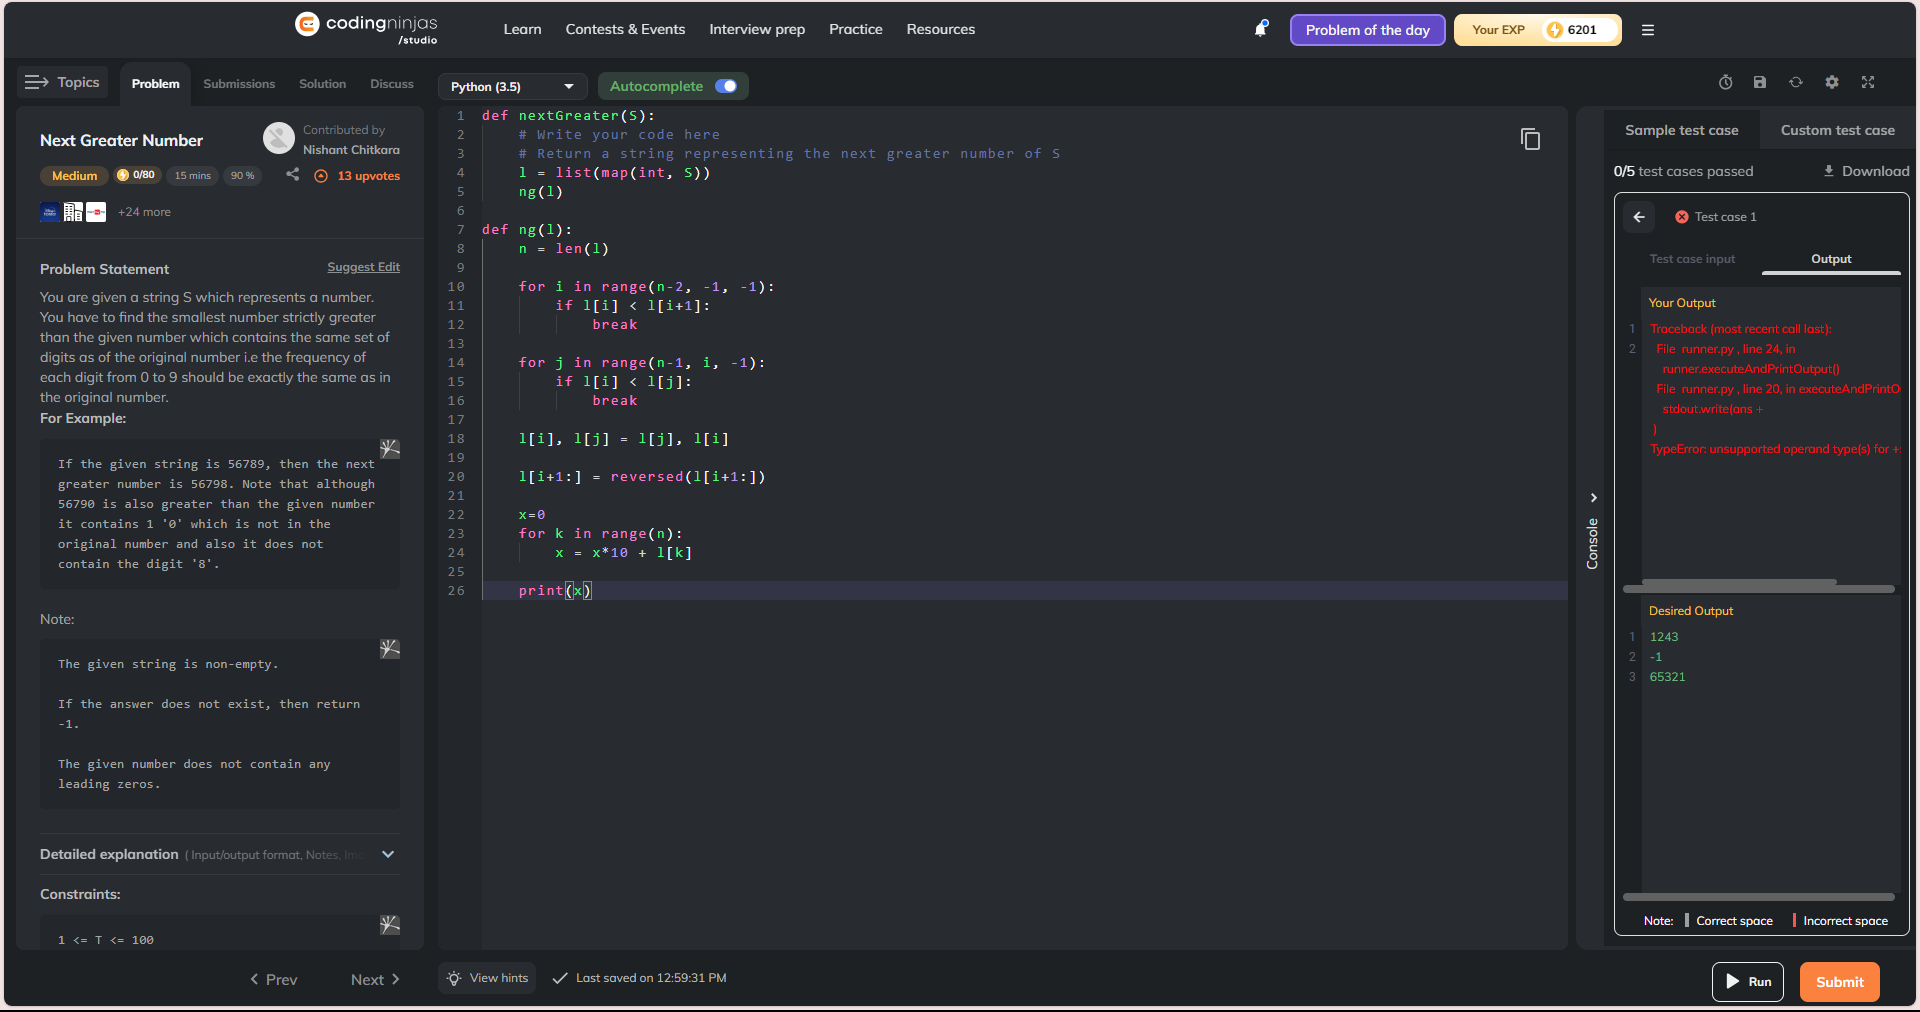 codingninjas
/studio
Learn
Contests & Events
Interview prep
Practice
Resources
Problem of the day
Your EXP
6201
Topics
Problem
Submissions
Solution
Discuss
Python (3.5)
Autocomplete
Next Greater Number
Contributed by
Nishant Chitkara
Medium
0/80
15 mins
90 %
13 upvotes
+24 more
Problem Statement
Suggest Edit
You are given a string S which represents a number.
You have to find the smallest number strictly greater
than the given number which contains the same set of
digits as of the original number i.e the frequency of
each digit from 0 to 9 should be exactly the same as in
the original number.
For Example:
If the given string is 56789, then the next
greater number is 56798. Note that although
56790 is also greater than the given number
it contains 1 '0' which is not in the
original number and also it does not
contain the digit '8'.
Note:
The given string is non-empty.
If the answer does not exist, then return
-1.
The given number does not contain any
leading zeros.
Detailed explanation ( Input/output format, Notes,
Constraints:
1 <= T <= 100
Prev
Next
1 def nextGreater(S):
2 # Write your code here
3 # Return a string representing the next greater number of S
4 l = list(map(int, S))
5 ng(l)
6
7 def ng(l):
8 n = len(l)
9
10 for i in range(n-2, -1, -1):
11 if l[i] < l[i+1]:
12 break
13
14 for j in range(n-1, i, -1):
15 if l[i] < l[j]:
16 break
17
18 l[i], l[j] = l[j], l[i]
19
20 l[i+1:] = reversed(l[i+1:])
21
22 x=0
23 for k in range(n):
24 x = x*10 + l[k]
25
26 print(x)
View hints
Last saved on 12:59:31 PM
Console
Sample test case
Custom test case
0/5 test cases passed
Download
Test case 1
Test case input
Output
Your Output
1 Traceback (most recent call last):
2 File runner.py , line 24, in
runner.executeAndPrintOutput()
File runner.py , line 20, in executeAndPrintO
stdout.write(ans +
)
TypeError: unsupported operand type(s) for +:
Desired Output
1 1243
2 -1
3 65321
Note:
Correct space
Incorrect space
Run
Submit